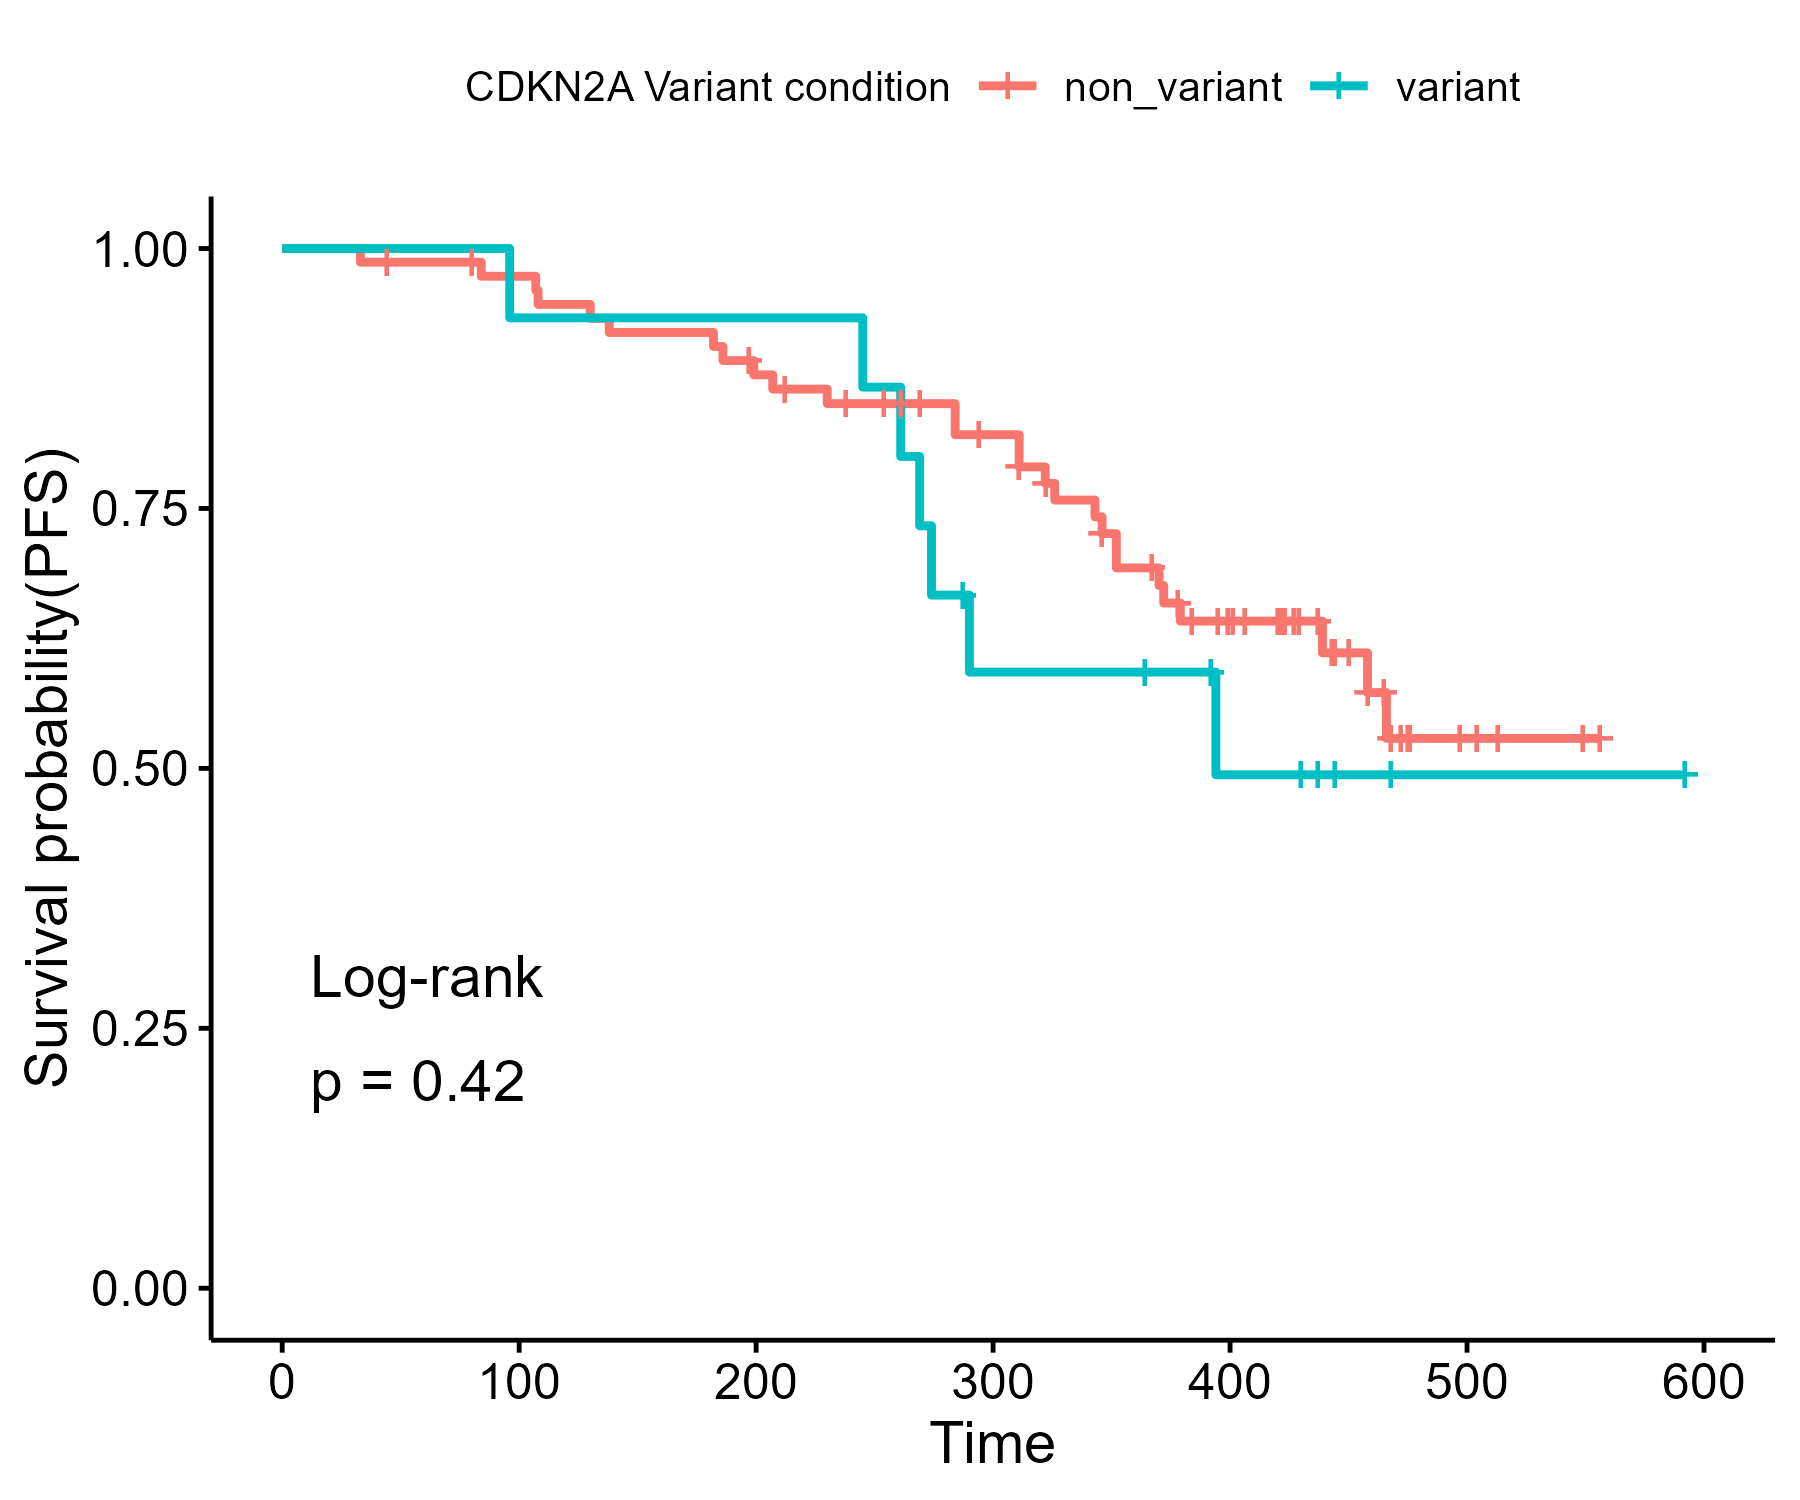 CDKN2A Variant condition non_variant variant
Survival probability(PFS)
1.00
0.75
0.50
0.25
0.00
Log-rank
p = 0.42
0 100 200 300 400 500 600
Time